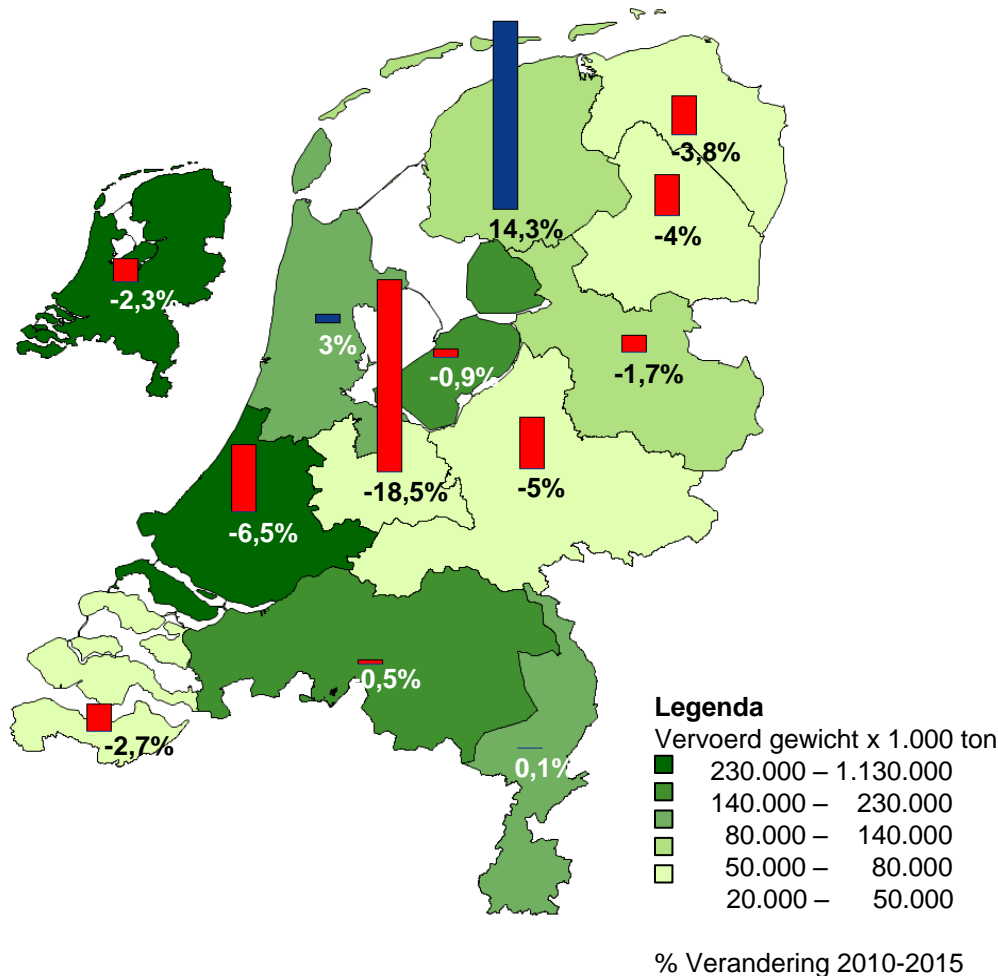 -3,8%
14,3%
-4%
-2,3%
3%
-0,9%
-1,7%
-18,5%
-5%
-6,5%
-0,5%
-2,7%
0,1%
Legenda
Vervoerd gewicht x 1.000 ton
230.000 – 1.130.000
140.000 – 230.000
80.000 – 140.000
50.000 – 80.000
20.000 – 50.000
% Verandering 2010-2015